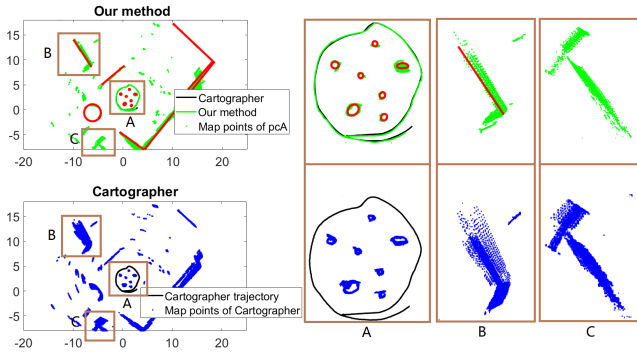 Our method
B
15
10
5
0
-5
A
C
Cartographer
Our method
Map points of pcA
-20
-10
0
10
20
Cartographer
B
15
10
5
0
-5
A
C
Cartographer trajectory
Map points of Cartographer
-20
-10
0
10
20
A
B
C